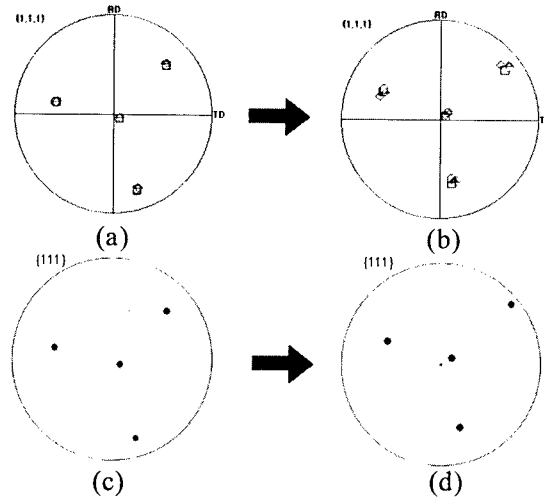 RD
{1,1,1}
TD
(a)
RD
{1,1,1}
T
(b)
{111}
(c)
{111}
(d)